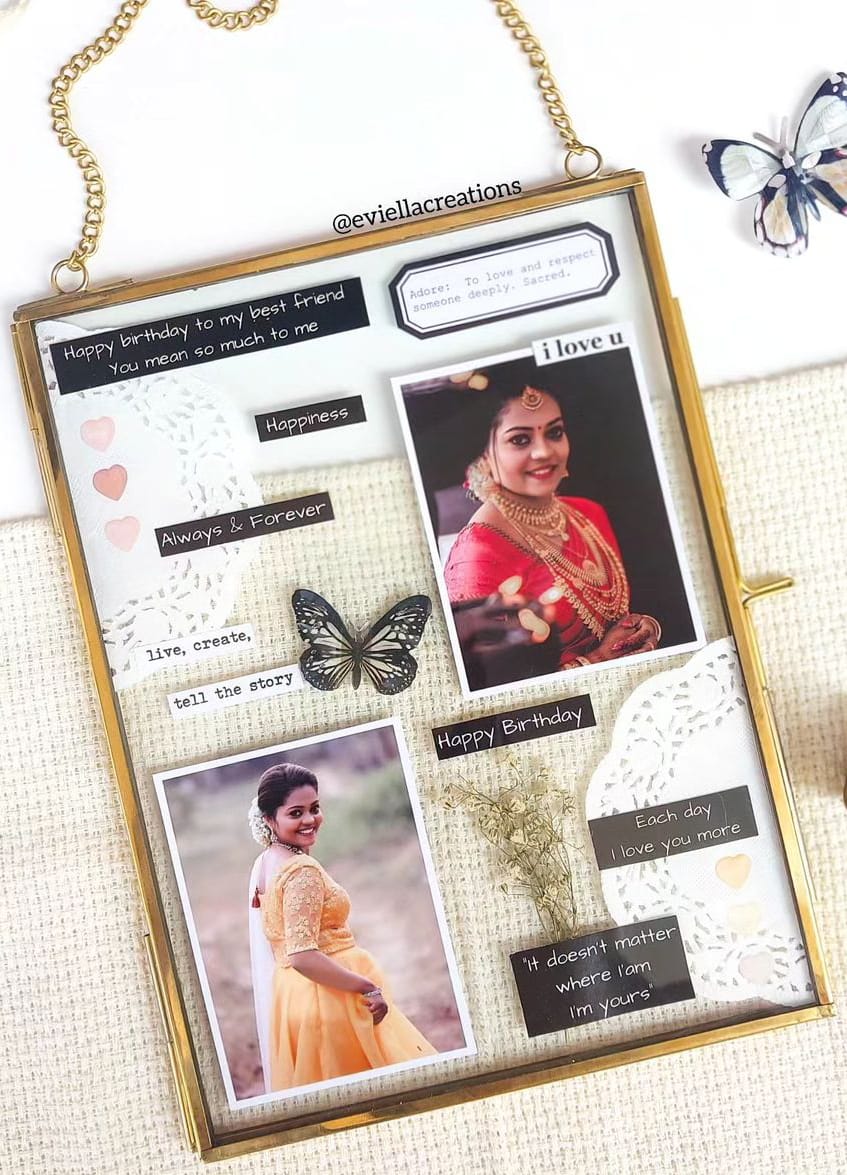 @eviellacreations
Adore: To love and respect
someone deeply. Sacred.
Happy birthday to my best friend
You mean so much to me
i love u
Happiness
Always & Forever
live, create,
tell the story
Happy Birthday
Each day
I love you more
"It doesn't matter
where I'am
I'm yours"